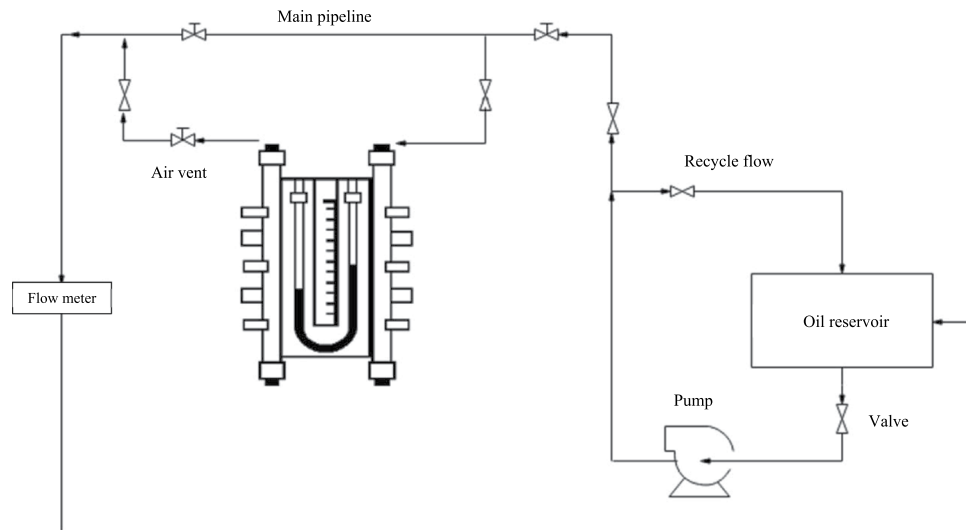 Main pipeline
Air vent
Recycle flow
Flow meter
Oil reservoir
Pump
Valve